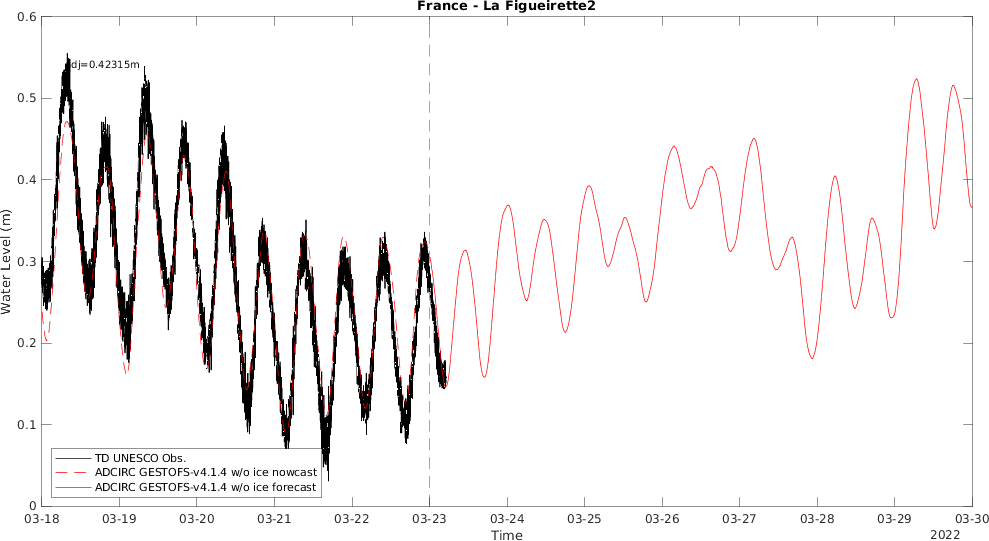 France - La Figueirette2
0.6
0.5
0.4
0.3
0.2
0.1
0
Water Level (m)
dj=0.42315m
TD UNESCO Obs.
ADCIRC GESTOFS-v4.1.4 w/o ice nowcast
ADCIRC GESTOFS-v4.1.4 w/o ice forecast
03-18 03-19 03-20 03-21 03-22 03-23 03-24 03-25 03-26 03-27 03-28 03-29 03-30
Time
2022